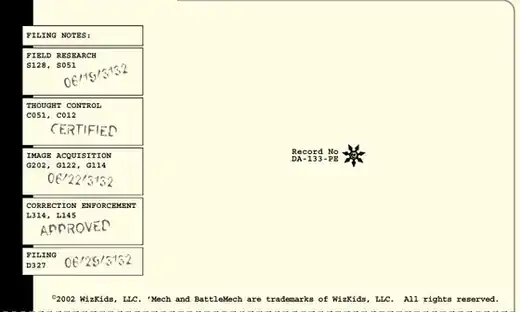 FILING NOTES:
FIELD RESEARCH
S128, S051
06/19/3132
THOUGHT CONTROL
C051, C012
CERTIFIED
IMAGE ACQUISITION
G202, G122, G114
06/22/3132
CORRECTION ENFORCEMENT
L314, L145
APPROVED
FILING
D327 06/29/3132
Record No
DA-133-PE
©2002 WizKids, LLC. ‘Mech and BattleMech are trademarks of WizKids, LLC. All rights reserved.